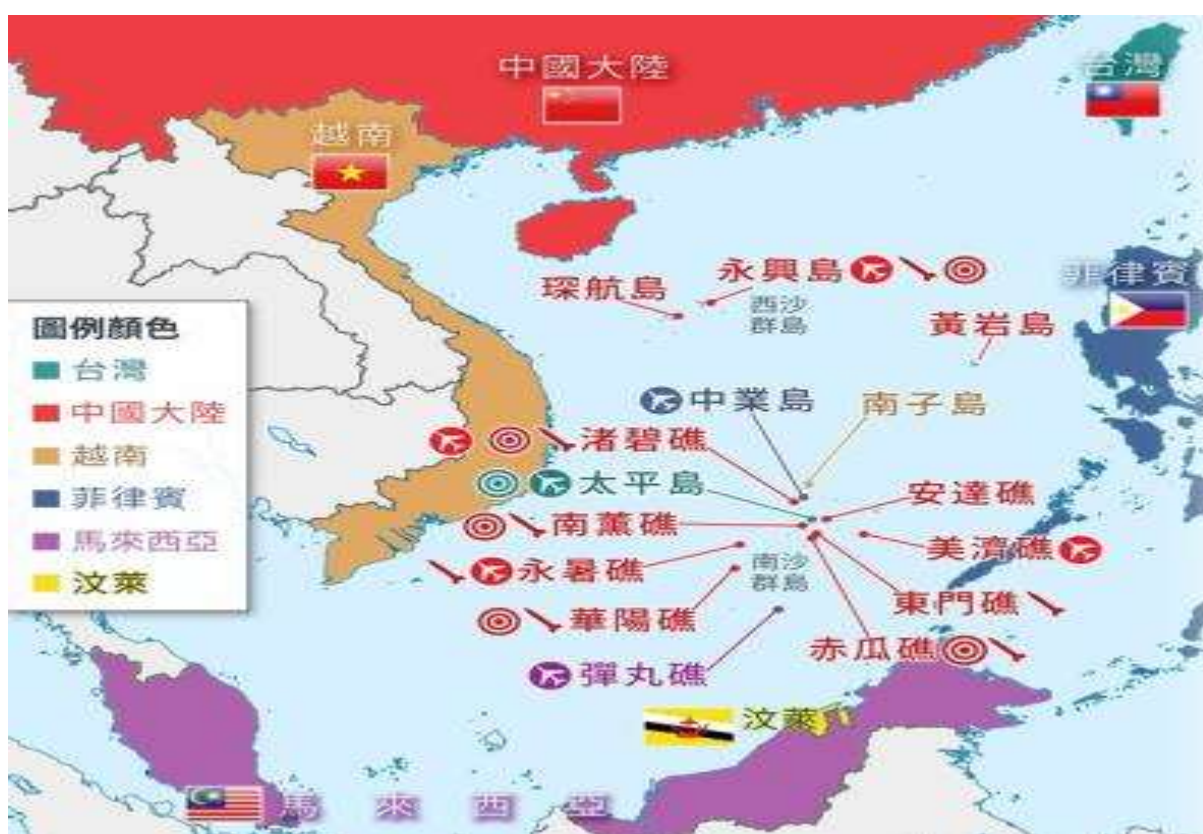 中國大陸
台灣
越南
琛航島
永興島
西沙
群島
菲律賓
黃岩島
圖例顏色
台灣
中國大陸
越南
菲律賓
馬來西亞
汶萊
中業島
南子島
渚碧礁
太平島
安達礁
南薰礁
美濟礁
永暑礁
南沙
群島
東門礁
華陽礁
赤瓜礁
彈丸礁
汶萊
馬來西亞